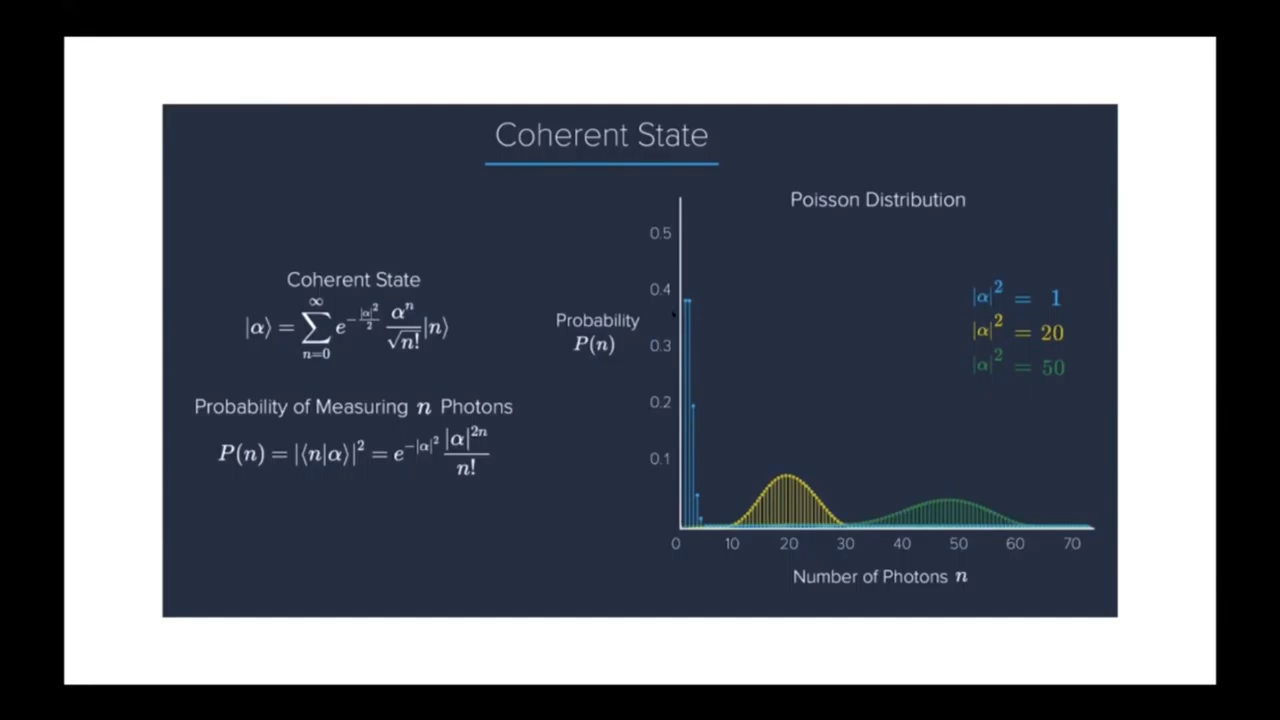 Coherent State
Coherent State
|α⟩ = ∑_{n=0}^{∞} e^{-\frac{|α|^2}{2}} \frac{α^n}{\sqrt{n!}} |n⟩
Probability of Measuring n Photons
P(n) = |⟨n|α⟩|^2 = e^{-|α|^2} \frac{|α|^{2n}}{n!}
Poisson Distribution
|α|^2 = 1
|α|^2 = 20
|α|^2 = 50
Probability
P(n)
0.5
0.4
0.3
0.2
0.1
0 10 20 30 40 50 60 70
Number of Photons n